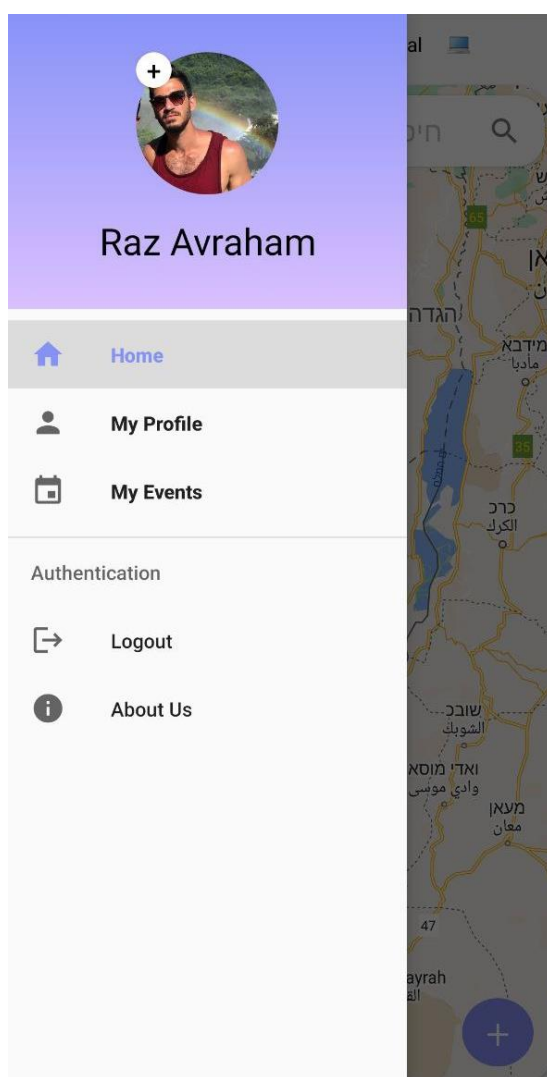 al
חיפ
Raz Avraham
Home
My Profile
My Events
Authentication
Logout
About Us
65
הגדה
מידבא
مأدبا
35
כרכ
الكرك
שובכ
الشوبك
ואדי מוסא
وادي موسى
מעאן
معان
47
ayrah